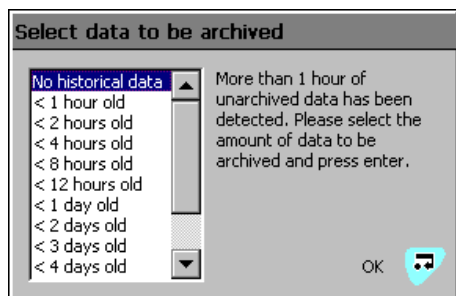 Select data to be archived
No historical data
< 1 hour old
< 2 hours old
< 4 hours old
< 8 hours old
< 12 hours old
< 1 day old
< 2 days old
< 3 days old
< 4 days old
More than 1 hour of
unarchived data has been
detected. Please select the
amount of data to be
archived and press enter.
OK